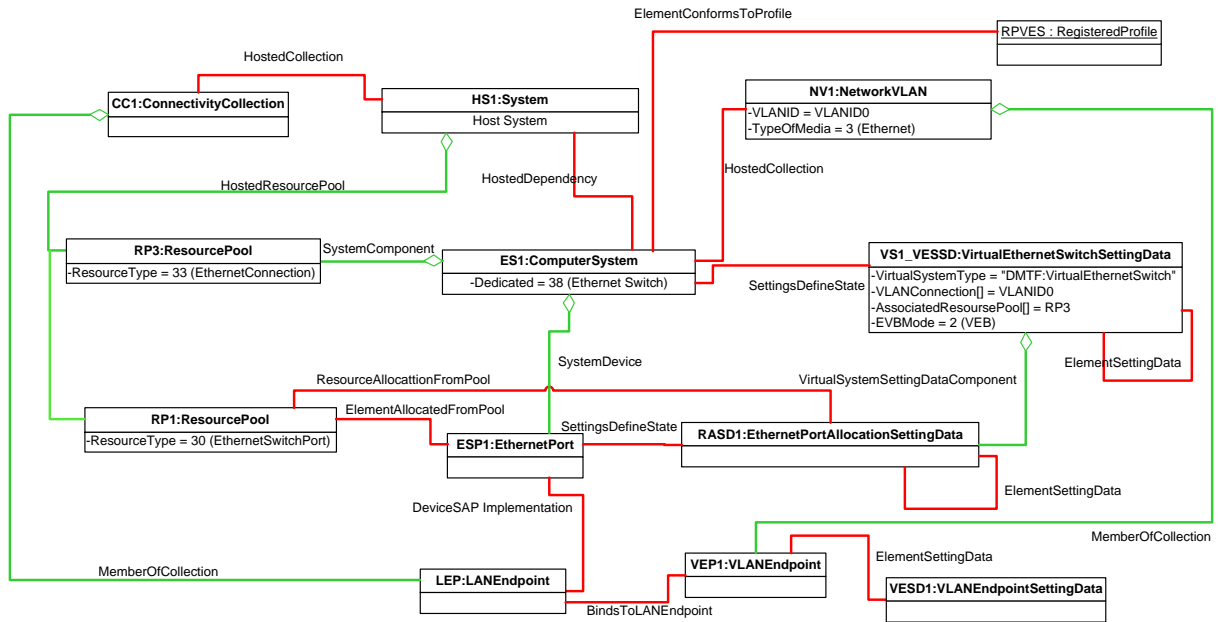 ElementConformsToProfile
RPVES : RegisteredProfile
HostedCollection
CC1:ConnectivityCollection
HS1:System
Host System
NV1:NetworkVLAN
-VLANID = VLANID0
-TypeOfMedia = 3 (Ethernet)
HostedResourcePool
HostedDependency
HostedCollection
RP3:ResourcePool
-ResourceType = 33 (EthernetConnection)
SystemComponent
ES1:ComputerSystem
-Dedicated = 38 (Ethernet Switch)
SettingsDefineState
VS1_VESSD:VirtualEthernetSwitchSettingData
-VirtualSystemType = "DMTF:VirtualEthernetSwitch"
-VLANConnection[] = VLANID0
-AssociatedResoursePool[] = RP3
-EVBMode = 2 (VEB)
SystemDevice
ElementSettingData
ResourceAllocattionFromPool
VirtualSystemSettingDataComponent
RP1:ResourcePool
-ResourceType = 30 (EthernetSwitchPort)
ElementAllocatedFromPool
ESP1:EthernetPort
SettingsDefineState
RASD1:EthernetPortAllocationSettingData
ElementSettingData
DeviceSAP Implementation
MemberOfCollection
MemberOfCollection
LEP:LANEndpoint
BindsToLANEndpoint
VEP1:VLANEndpoint
ElementSettingData
VESD1:VLANEndpointSettingData